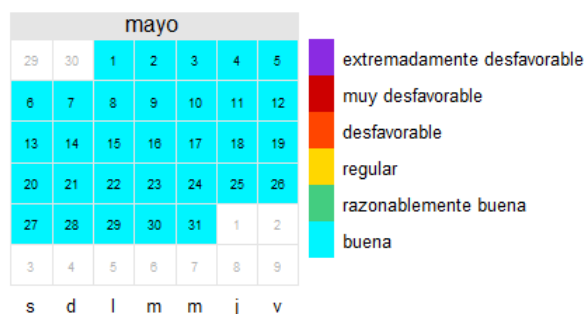 mayo
29 30 1 2 3 4 5
6 7 8 9 10 11 12
13 14 15 16 17 18 19
20 21 22 23 24 25 26
27 28 29 30 31 1 2
3 4 5 6 7 8 9
s d l m m j v
extremadamente desfavorable
muy desfavorable
desfavorable
regular
razonablemente buena
buena